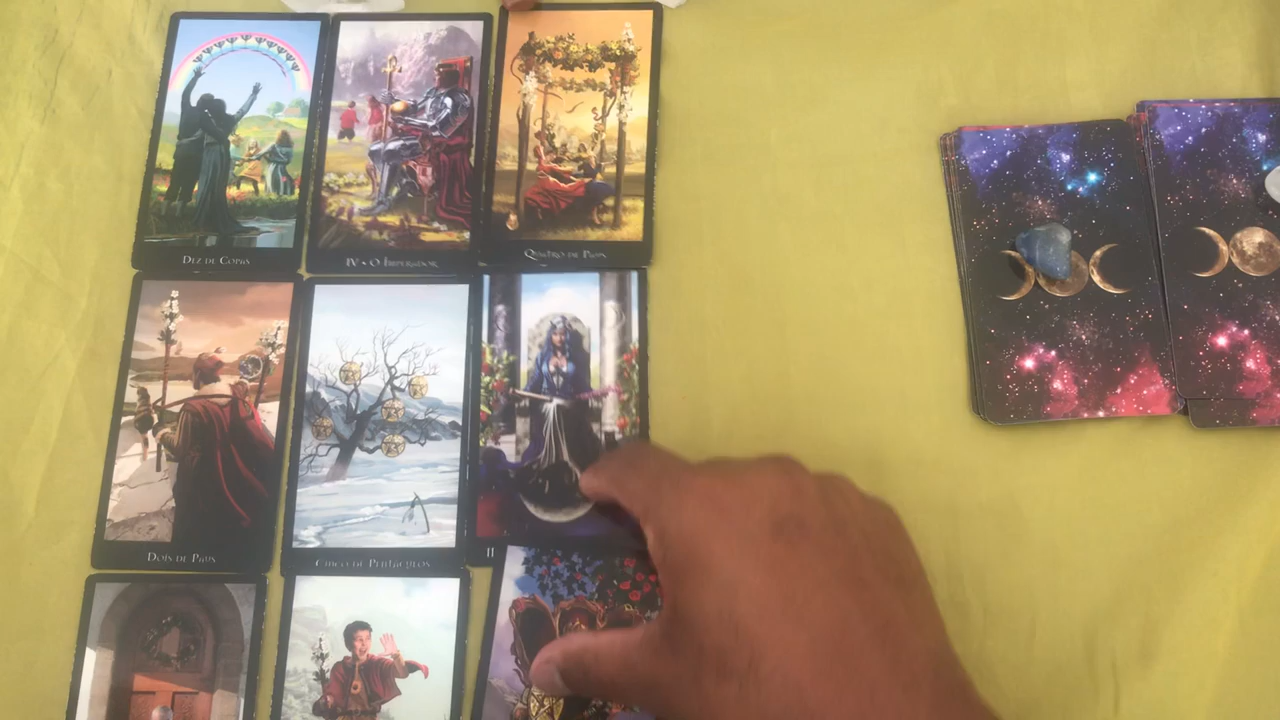 Dez de Copas
IV - O Imperador
Quatro de Paus
Dois de Paus
Cinco de Pentáculos
II